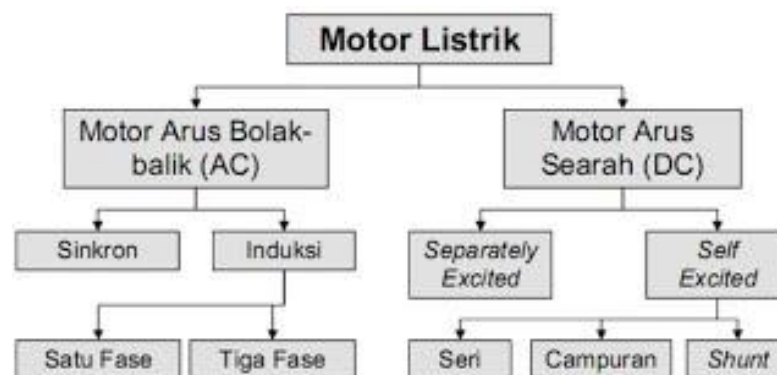 Motor Listrik
Motor Arus Bolak-
balik (AC)
Motor Arus
Searah (DC)
Sinkron
Induksi
Separately
Excited
Self
Excited
Satu Fase
Tiga Fase
Seri
Campuran
Shunt